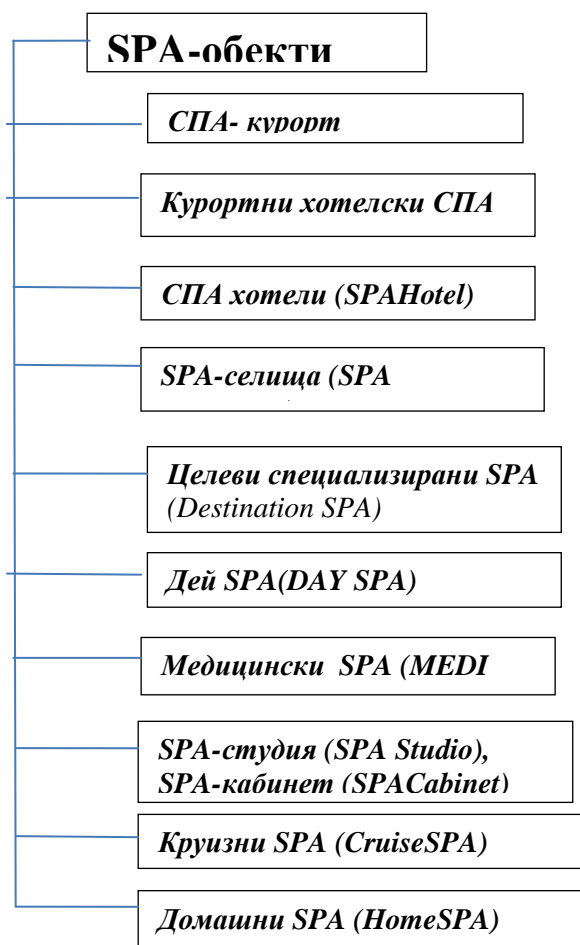 SPA-обекти
СПА- курорт
Курортни хотелски СПА
СПА хотели (SPAHotel)
SPA-селища (SPA
Целеви специализирани SPA
(Destination SPA)
Дей SPA(DAY SPA)
Медицински SPA (MEDI
SPA-студия (SPA Studio),
SPA-кабинет (SPACabinet)
Круизни SPA (CruiseSPA)
Домашни SPA (HomeSPA)